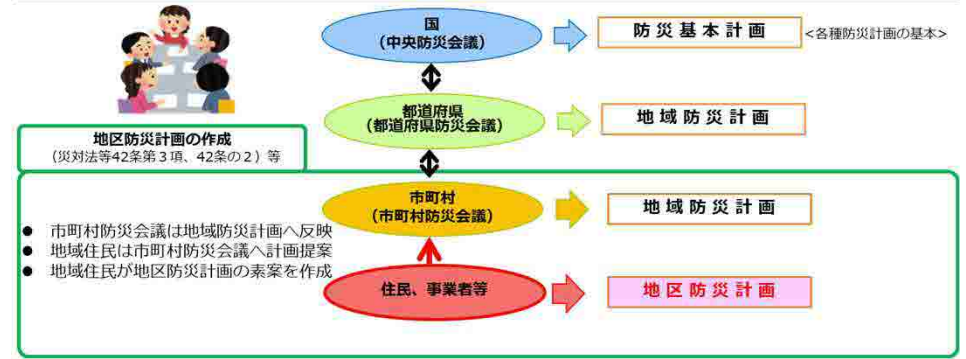 国
(中央防災会議)
防災基本計画
<各種防災計画の基本>
都道府県
(都道府県防災会議)
地域防災計画
地区防災計画の作成
(災対法等42条第3項、42条の2)等
市町村
(市町村防災会議)
地域防災計画
● 市町村防災会議は地域防災計画へ反映
● 地域住民は市町村防災会議へ計画提案
● 地域住民が地区防災計画の素案を作成
住民、事業者等
地区防災計画